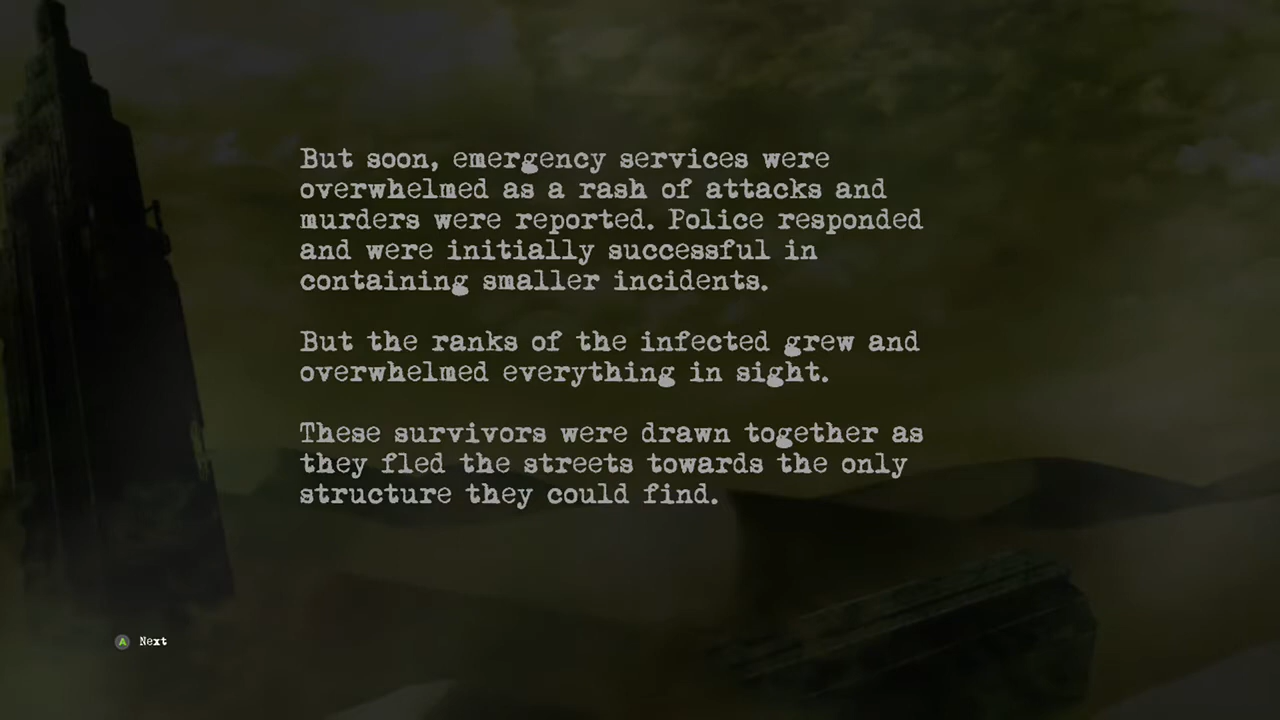 But soon, emergency services were
overwhelmed as a rash of attacks and
murders were reported. Police responded
and were initially successful in
containing smaller incidents.
But the ranks of the infected grew and
overwhelmed everything in sight.
These survivors were drawn together as
they fled the streets towards the only
structure they could find.
A Next